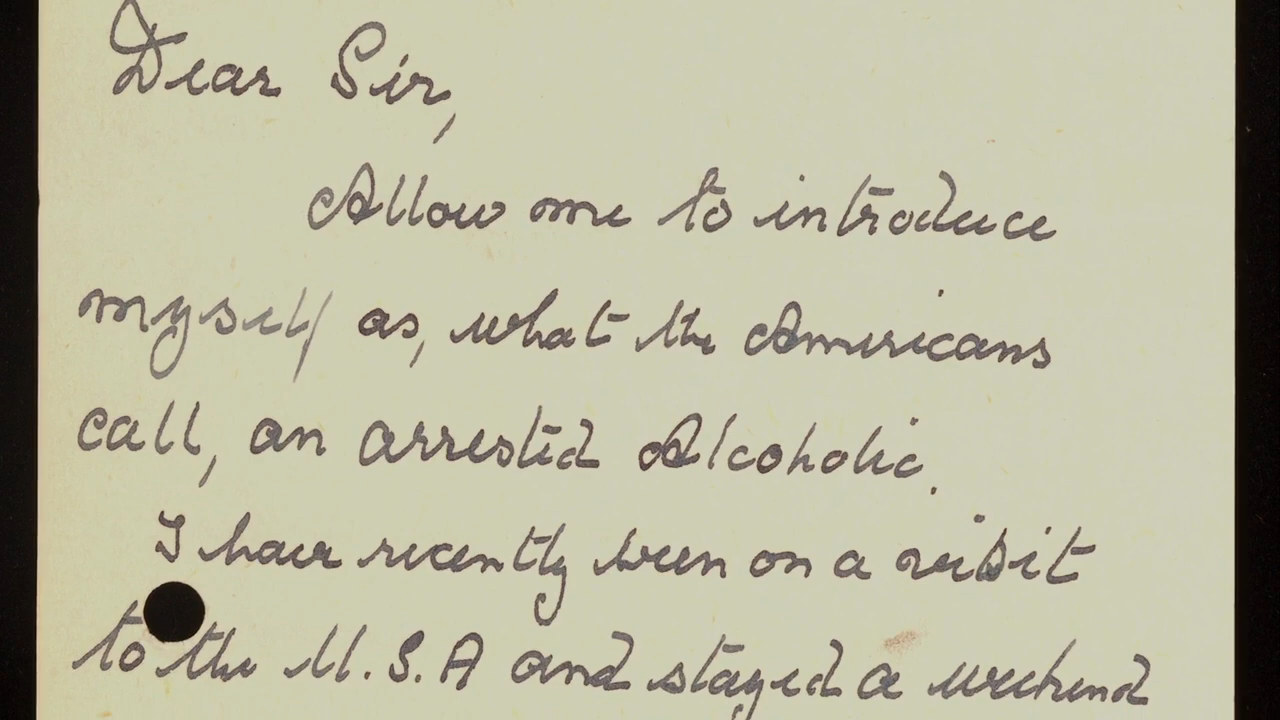 Dear Sir,
Allow me to introduce
myself as, what the Americans
call, an arrested Alcoholic.
I have recently been on a visit
to the U.S.A and stayed a weekend